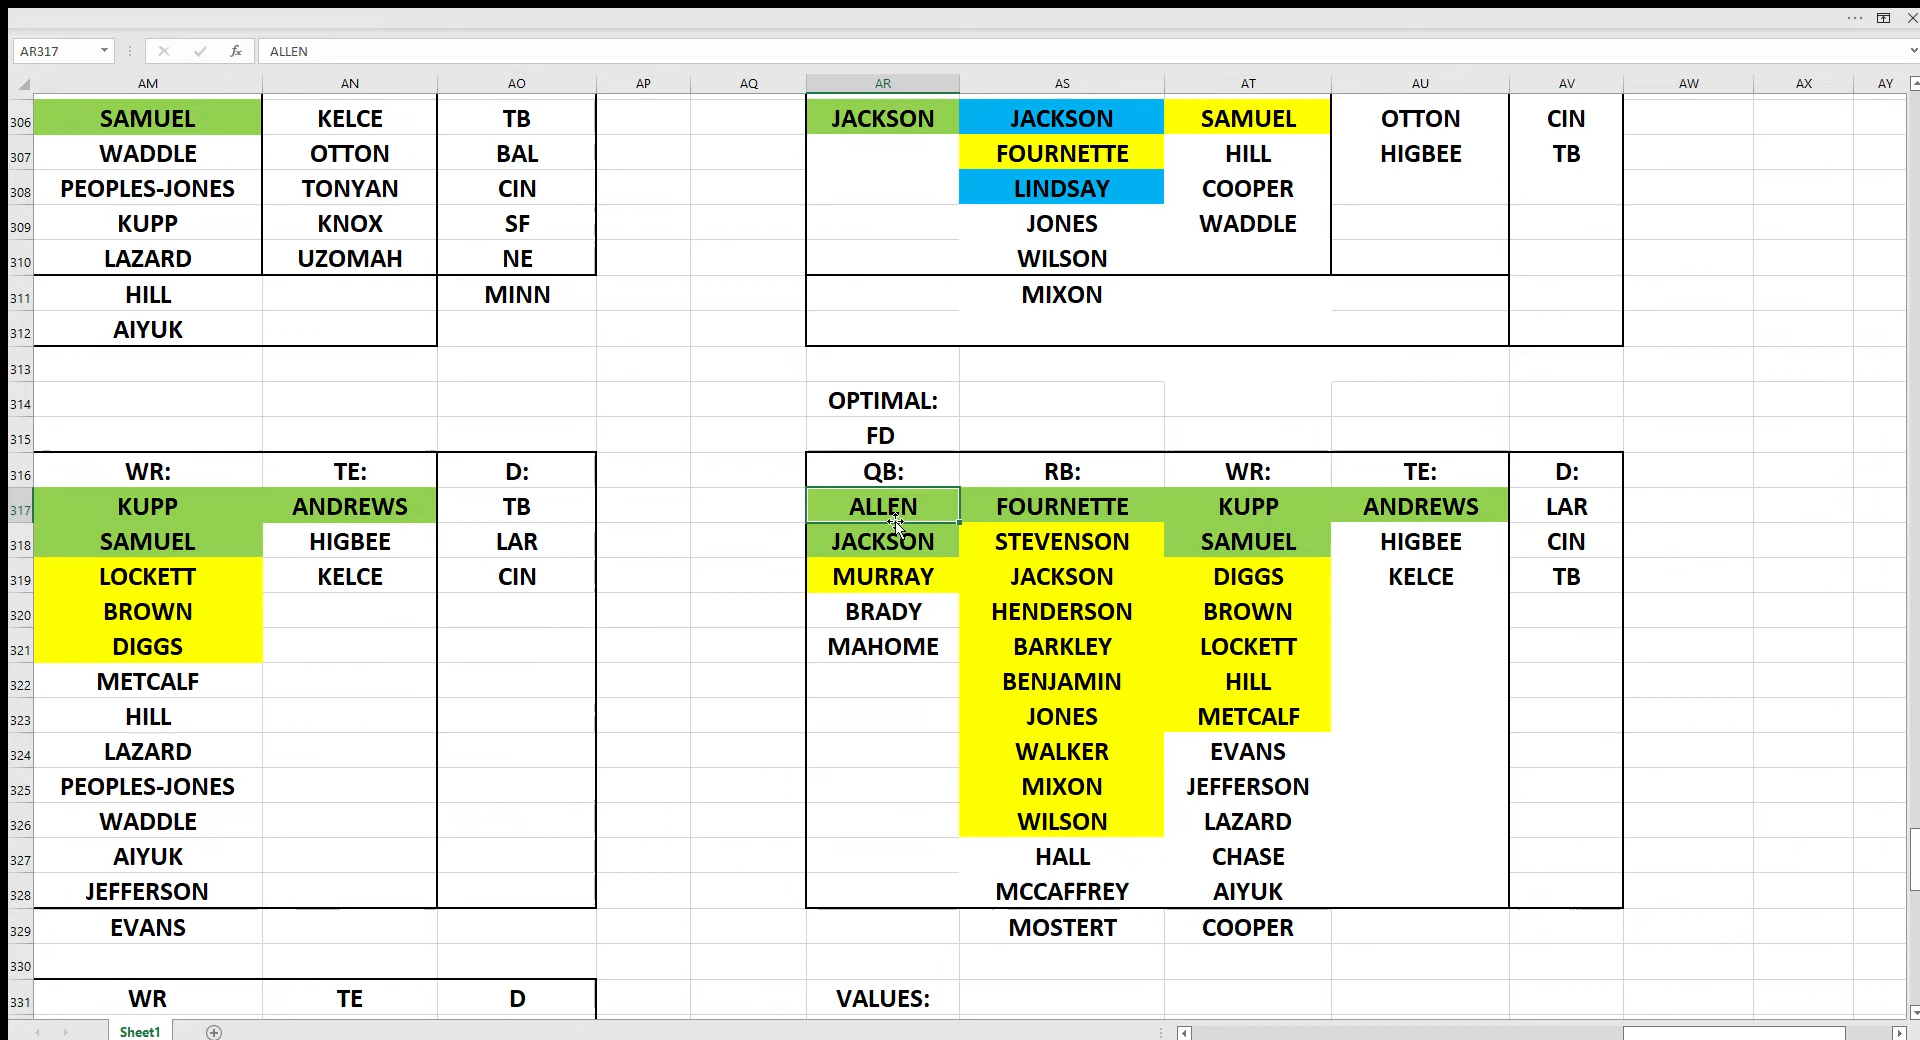 AR317 fx ALLEN
AM AN AO AP AQ AR AS AT AU AV AW AX AY
306 SAMUEL KELCE TB JACKSON JACKSON SAMUEL OTTON CIN
307 WADDLE OTTON BAL FOURNETTE HILL HIGBEE TB
308 PEOPLES-JONES TONYAN CIN LINDSAY COOPER
309 KUPP KNOX SF JONES WADDLE
310 LAZARD UZOMAH NE WILSON
311 HILL MINN MIXON
312 AIYUK
313
314 OPTIMAL:
315 FD
316 WR: TE: D: QB: RB: WR: TE: D:
317 KUPP ANDREWS TB ALLEN FOURNETTE KUPP ANDREWS LAR
318 SAMUEL HIGBEE LAR JACKSON STEVENSON SAMUEL HIGBEE CIN
319 LOCKETT KELCE CIN MURRAY JACKSON DIGGS KELCE TB
320 BROWN BRADY HENDERSON BROWN
321 DIGGS MAHOME BARKLEY LOCKETT
322 METCALF BENJAMIN HILL
323 HILL JONES METCALF
324 LAZARD WALKER EVANS
325 PEOPLES-JONES MIXON JEFFERSON
326 WADDLE WILSON LAZARD
327 AIYUK HALL CHASE
328 JEFFERSON MCCAFFREY AIYUK
329 EVANS MOSTERT COOPER
330
331 WR TE D VALUES:
Sheet1